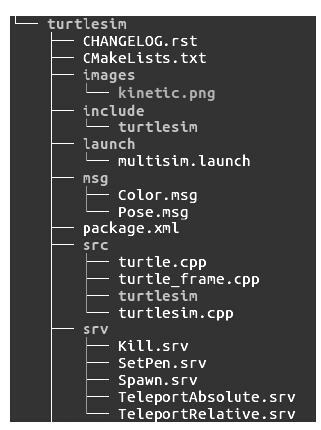 turtlesim
CHANGELOG.rst
CMakeLists.txt
images
kinetic.png
include
turtlesim
launch
multisim.launch
msg
Color.msg
Pose.msg
package.xml
src
turtle.cpp
turtle_frame.cpp
turtlesim
turtlesim.cpp
srv
Kill.srv
SetPen.srv
Spawn.srv
TeleportAbsolute.srv
TeleportRelative.srv